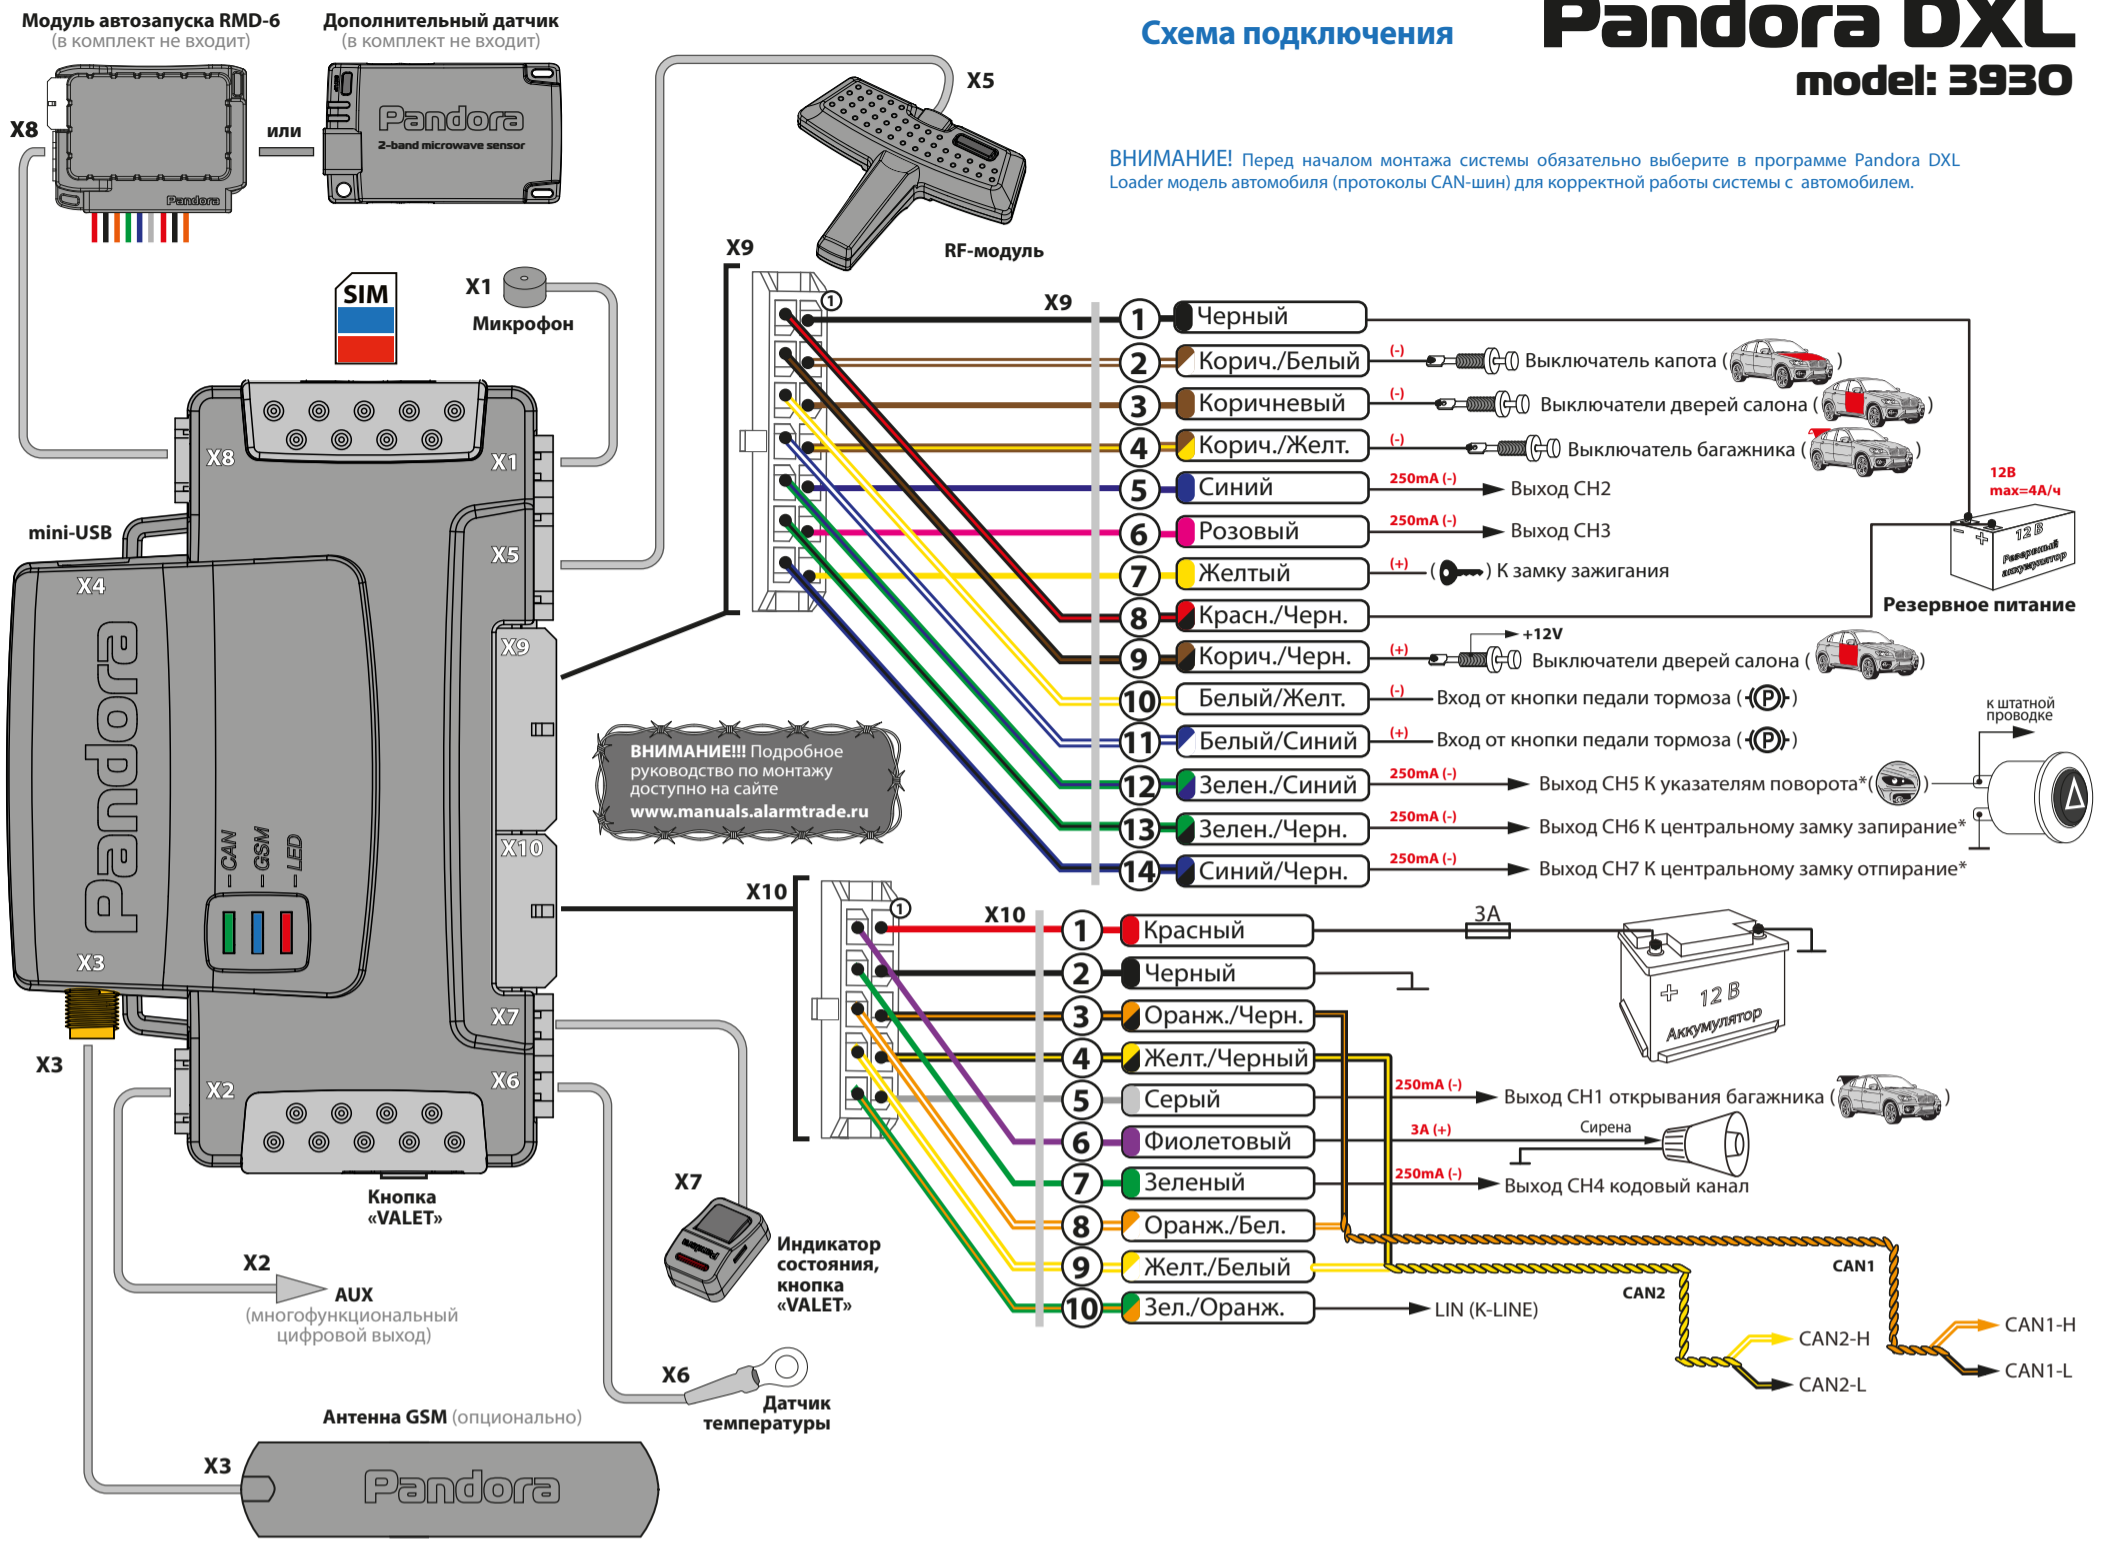 Схема подключения
Pandora DXL
model: 3930
ВНИМАНИЕ! Перед началом монтажа системы обязательно выберите в программе Pandora DXL
Loader модель автомобиля (протоколы CAN-шин) для корректной работы системы с автомобилем.
Модуль автозапуска RMD-6
(в комплект не входит)
X8
Pandora
или
Дополнительный датчик
(в комплект не входит)
Pandora
2-band microwave sensor
X5
RF-модуль
SIM
X1
Микрофон
X8
X1
mini-USB
X5
X4
X9
Pandora
X10
CAN
GSM
LED
X3
X7
X6
X2
X3
Кнопка
«VALET»
X2
AUX
(многофункциональный
цифровой выход)
X7
Pandora
Индикатор
состояния,
кнопка
«VALET»
X6
Датчик
температуры
Антенна GSM (опционально)
X3
Pandora
ВНИМАНИЕ!!! Подробное
руководство по монтажу
доступно на сайте
www.manuals.alarmtrade.ru
X9
1
X9
1 Черный
2 Корич./Белый (-) Выключатель капота ( )
3 Коричневый (-) Выключатели дверей салона ( )
4 Корич./Желт. (-) Выключатель багажника ( )
5 Синий 250mA (-) Выход CH2
6 Розовый 250mA (-) Выход CH3
7 Желтый (+) ( ) К замку зажигания
8 Красн./Черн.
9 Корич./Черн. (+) +12V Выключатели дверей салона ( )
10 Белый/Желт. (-) Вход от кнопки педали тормоза ( P )
11 Белый/Синий (+) Вход от кнопки педали тормоза ( P )
12 Зелен./Синий 250mA (-) Выход CH5 К указателям поворота* ( )
13 Зелен./Черн. 250mA (-) Выход CH6 К центральному замку запирание*
14 Синий/Черн. 250mA (-) Выход CH7 К центральному замку отпирание*
12В
max=4А/ч
- + 12 В
Резервный
аккумулятор
Резервное питание
к штатной
проводке
X10
1
X10
1 Красный 3А
2 Черный
3 Оранж./Черн.
4 Желт./Черный
5 Серый 250mA (-) Выход CH1 открывания багажника ( )
6 Фиолетовый 3А (+) Сирена
7 Зеленый 250mA (-) Выход CH4 кодовый канал
8 Оранж./Бел.
9 Желт./Белый
10 Зел./Оранж. LIN (K-LINE)
+ 12 В
Аккумулятор
CAN1
CAN2
CAN2-H
CAN2-L
CAN1-H
CAN1-L